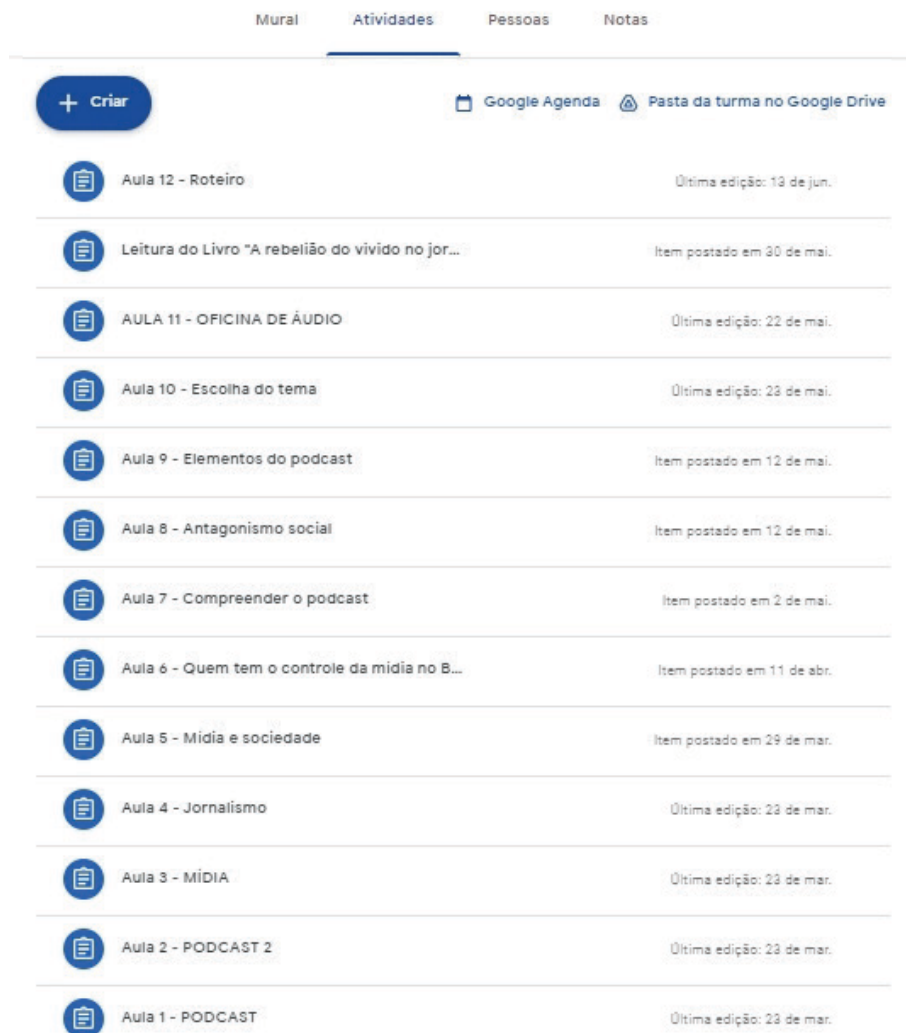 Mural Atividades Pessoas Notas
+ Criar Google Agenda Pasta da turma no Google Drive
Aula 12 - Roteiro Última edição: 13 de jun.
Leitura do Livro "A rebelião do vivido no jor... Item postado em 30 de mai.
AULA 11 - OFICINA DE ÁUDIO Última edição: 22 de mai.
Aula 10 - Escolha do tema Última edição: 23 de mai.
Aula 9 - Elementos do podcast Item postado em 12 de mai.
Aula 8 - Antagonismo social Item postado em 12 de mai.
Aula 7 - Compreender o podcast Item postado em 2 de mai.
Aula 6 - Quem tem o controle da mídia no B... Item postado em 11 de abr.
Aula 5 - Mídia e sociedade Item postado em 29 de mar.
Aula 4 - Jornalismo Última edição: 23 de mar.
Aula 3 - MÍDIA Última edição: 23 de mar.
Aula 2 - PODCAST 2 Última edição: 23 de mar.
Aula 1 - PODCAST Última edição: 23 de mar.